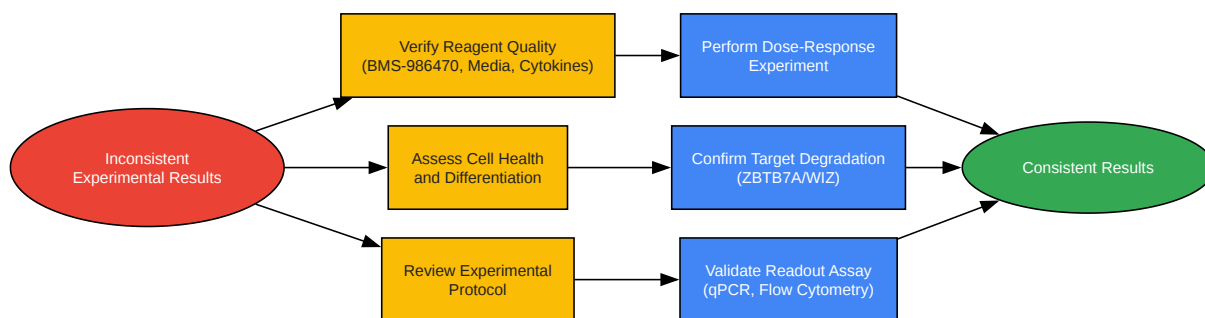 Inconsistent
Experimental Results
Verify Reagent Quality
(BMS-986470, Media, Cytokines)
Perform Dose-Response
Experiment
Assess Cell Health
and Differentiation
Confirm Target Degradation
(ZBTB7A/WIZ)
Review Experimental
Protocol
Validate Readout Assay
(qPCR, Flow Cytometry)
Consistent Results